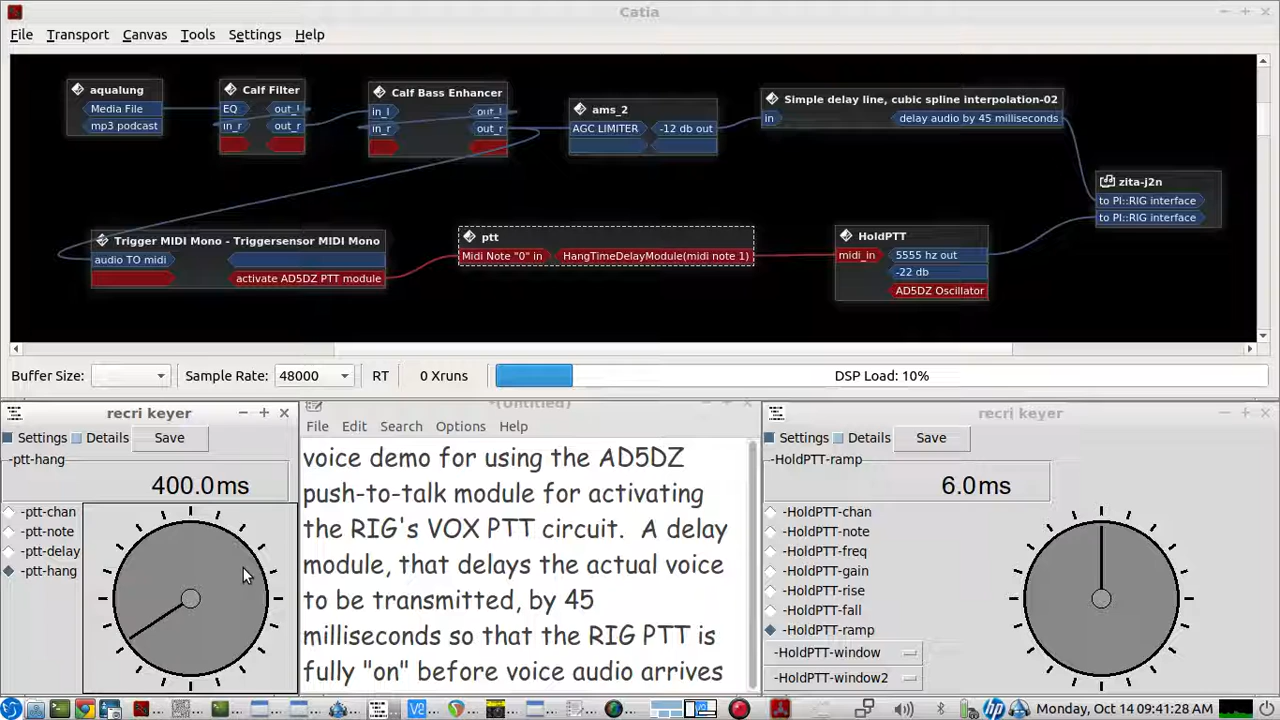 Catia
File Transport Canvas Tools Settings Help
aqualung
Media File
mp3 podcast
Calf Filter
EQ out_l
in_r out_r
Calf Bass Enhancer
in_l out_l
in_r out_r
ams_2
AGC LIMITER -12 db out
Simple delay line, cubic spline interpolation-02
in delay audio by 45 milliseconds
zita-j2n
to PI::RIG interface
to PI::RIG interface
Trigger MIDI Mono - Triggersensor MIDI Mono
audio TO midi
activate AD5DZ PTT module
ptt
Midi Note "0" in HangTimeDelayModule(midi note 1)
HoldPTT
midi_in 5555 hz out
-22 db
AD5DZ Oscillator
Buffer Size: Sample Rate: 48000 RT 0 Xruns DSP Load: 10%
recri keyer
Settings Details Save
-ptt-hang
400.0ms
-ptt-chan
-ptt-note
-ptt-delay
-ptt-hang
*(Untitled)
File Edit Search Options Help
voice demo for using the AD5DZ
push-to-talk module for activating
the RIG's VOX PTT circuit. A delay
module, that delays the actual voice
to be transmitted, by 45
milliseconds so that the RIG PTT is
fully "on" before voice audio arrives
recri keyer
Settings Details Save
-HoldPTT-ramp
6.0ms
-HoldPTT-chan
-HoldPTT-note
-HoldPTT-freq
-HoldPTT-gain
-HoldPTT-rise
-HoldPTT-fall
-HoldPTT-ramp
-HoldPTT-window
-HoldPTT-window2
Monday, Oct 14 09:41:28 AM